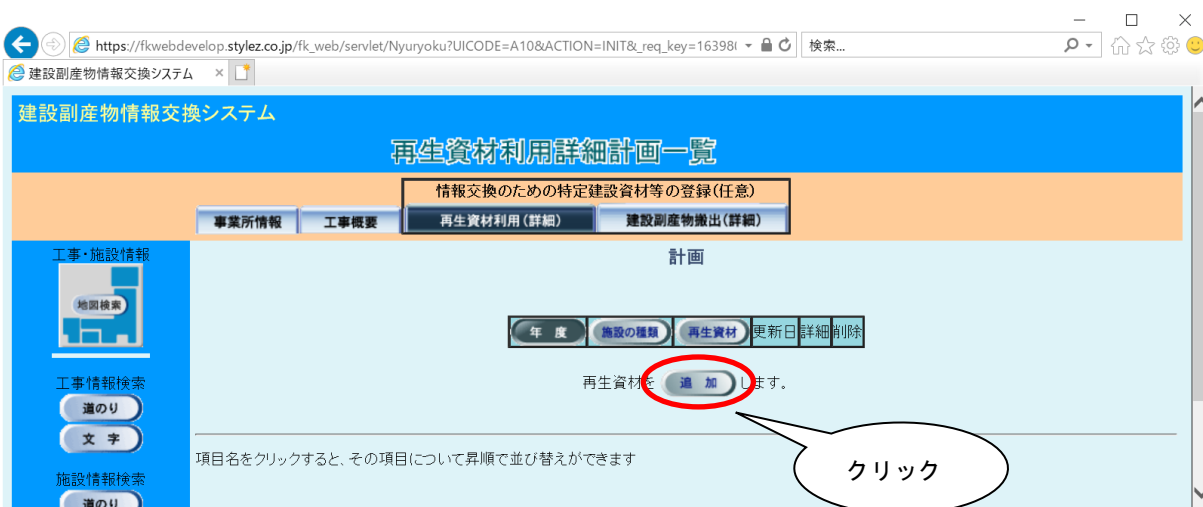 https://fkwebdevelop.stylez.co.jp/fk_web/servlet/Nyuryoku?UICODE=A10&ACTION=INIT&_req_key=16398(
検索...
建設副産物情報交換システム
建設副産物情報交換システム
再生資材利用詳細計画一覧
情報交換のための特定建設資材等の登録(任意)
事業所情報 工事概要 再生資材利用(詳細) 建設副産物搬出(詳細)
工事・施設情報
地図検索
計画
年 度 施設の種類 再生資材 更新日 詳細 削除
再生資材を 追 加 します。
工事情報検索
道のり
文 字
項目名をクリックすると、その項目について昇順で並び替えができます
クリック
施設情報検索
道のり